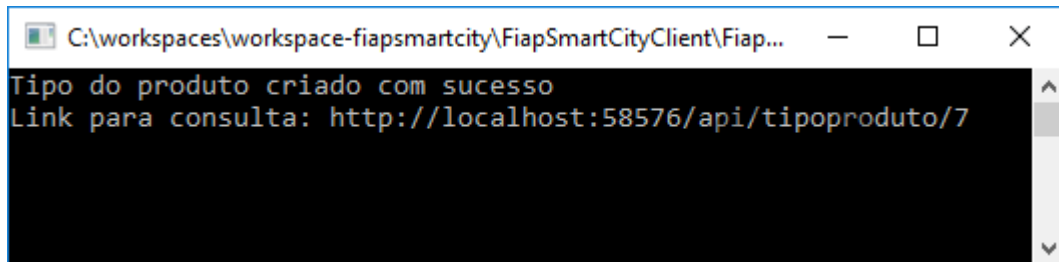 C:\workspaces\workspace-fiapsmartcity\FiapSmartCityClient\Fiap...
Tipo do produto criado com sucesso
Link para consulta: http://localhost:58576/api/tipoproduto/7